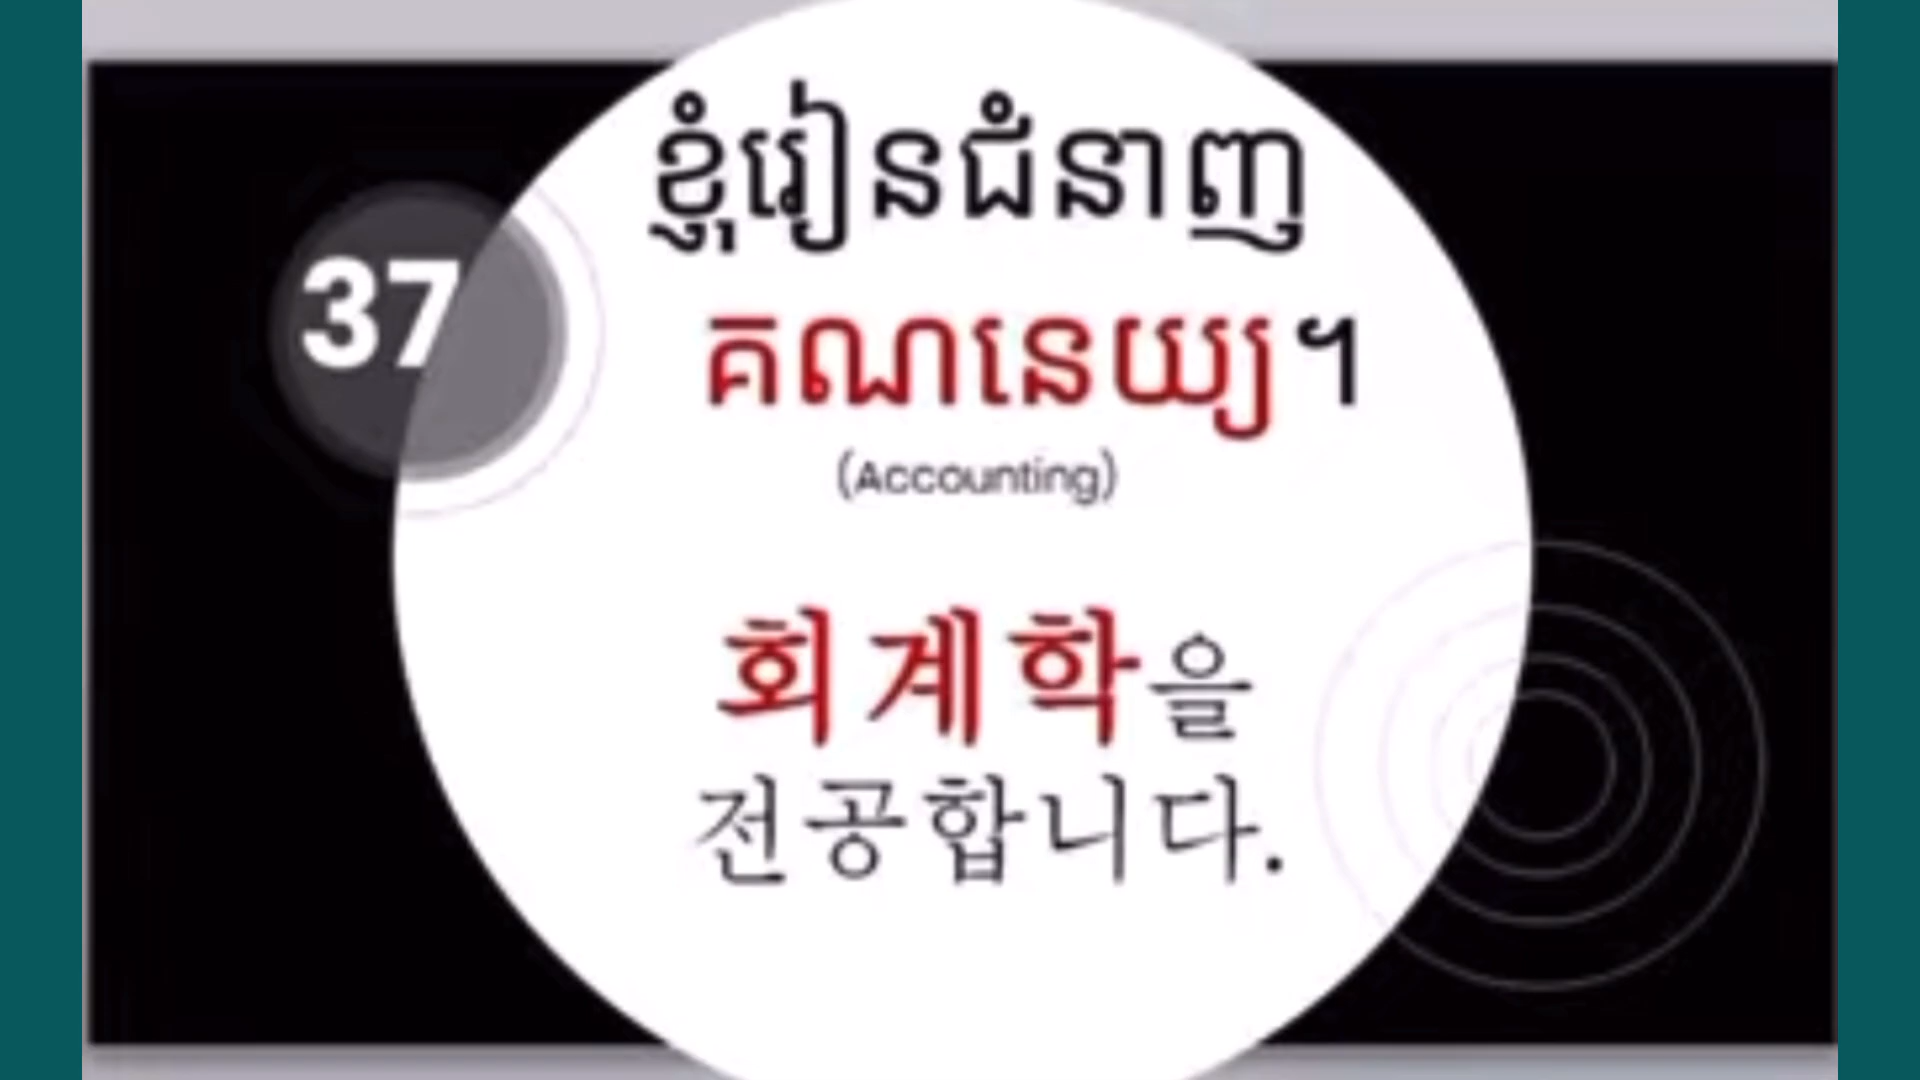 37
ខ្ញុំរៀនជំនាញ
គណនេយ្យ។
(Accounting)
회계학을
전공합니다.